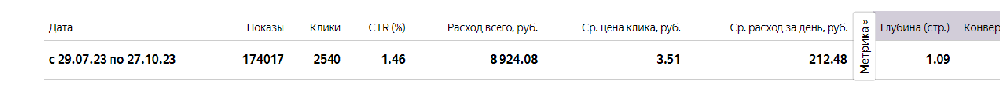 Дата Показы Клики CTR (%) Расход всего, руб. Ср. цена клика, руб. Ср. расход за день, руб. Метрика» Глубина (стр.) Конвер
с 29.07.23 по 27.10.23 174017 2540 1.46 8 924.08 3.51 212.48 1.09